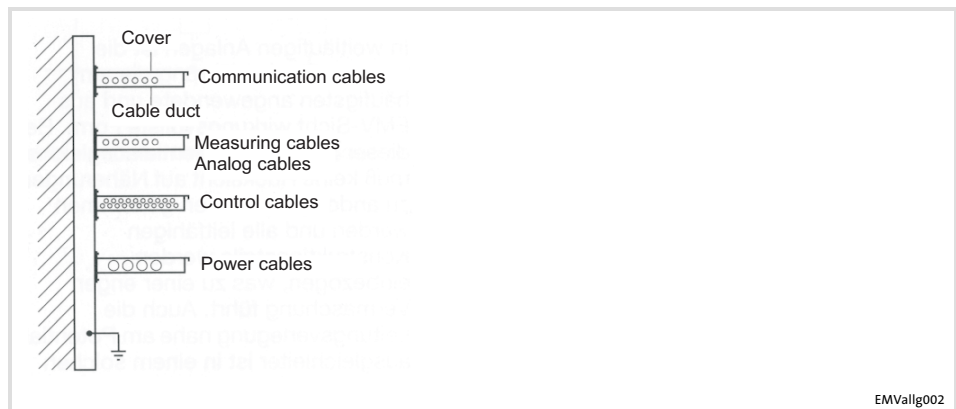 Cover
Communication cables
Cable duct
Measuring cables
Analog cables
Control cables
Power cables
EMVallg002